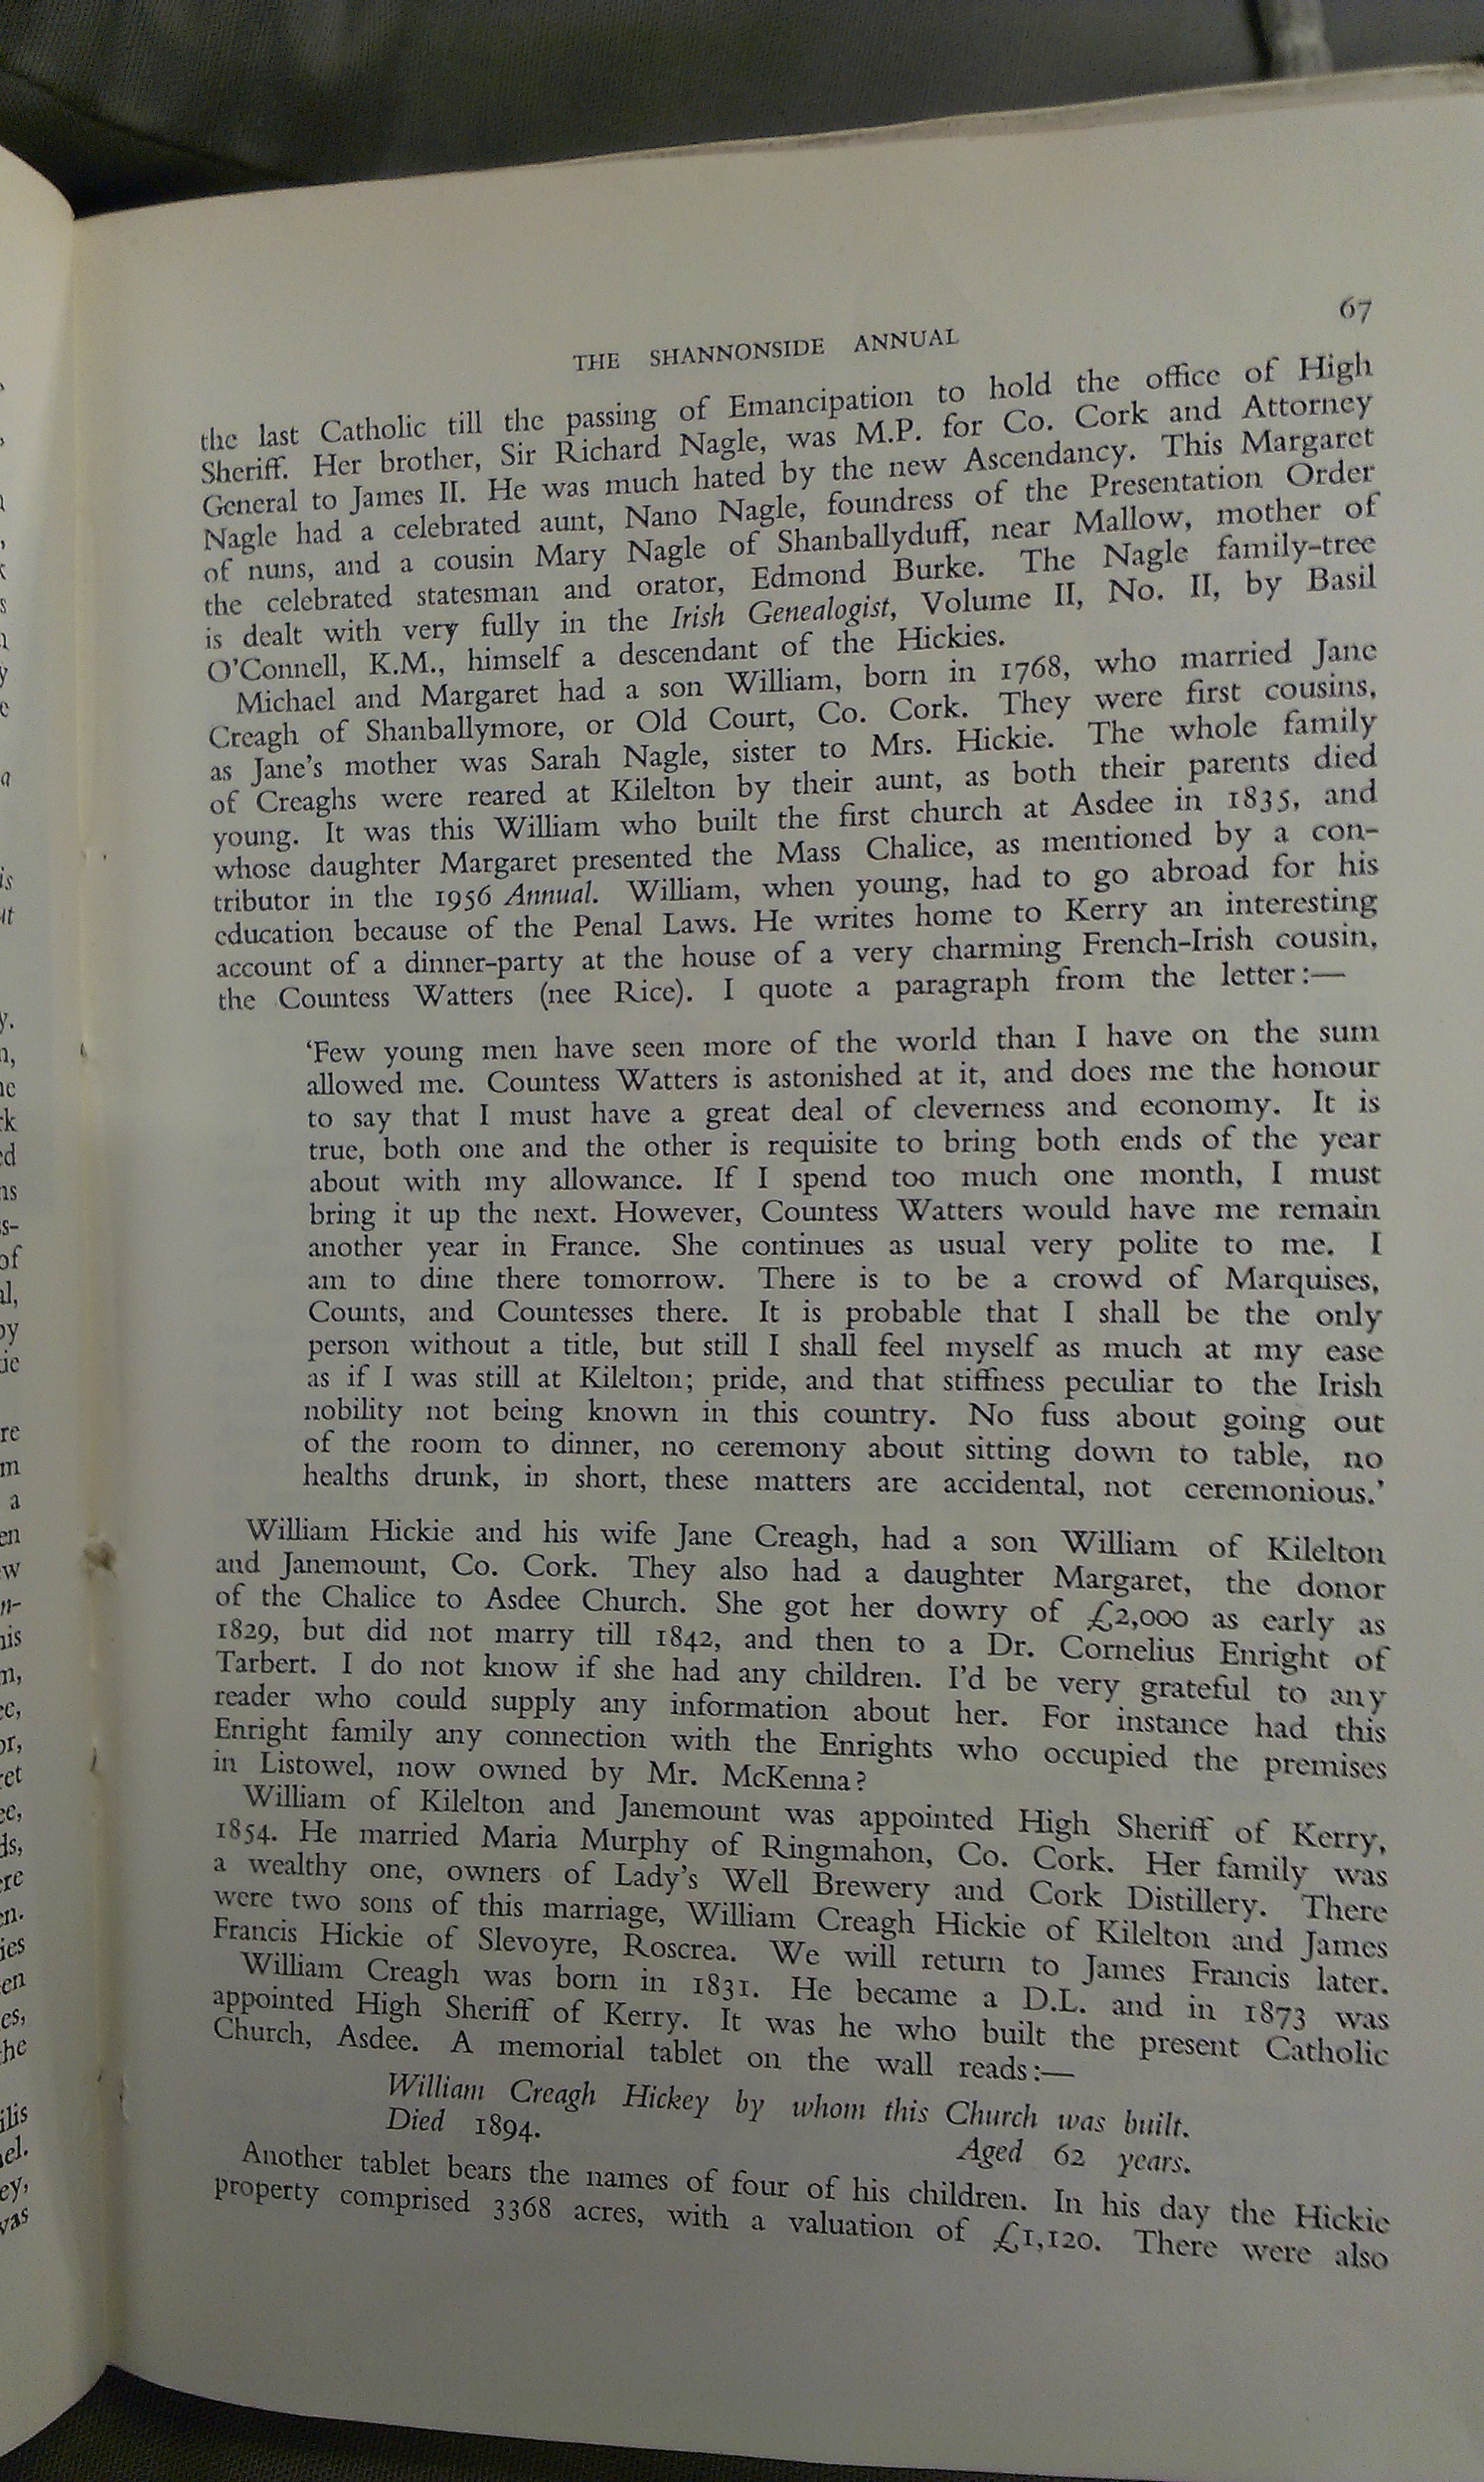 67
THE SHANNONSIDE ANNUAL
the last Catholic till the passing of Emancipation to hold the office of High
Sheriff. Her brother, Sir Richard Nagle, was M.P. for Co. Cork and Attorney
General to James II. He was much hated by the new Ascendancy. This Margaret
Nagle had a celebrated aunt, Nano Nagle, foundress of the Presentation Order
of nuns, and a cousin Mary Nagle of Shanballyduff, near Mallow, mother of
the celebrated statesman and orator, Edmond Burke. The Nagle family-tree
is dealt with very fully in the Irish Genealogist, Volume II, No. II, by Basil
O'Connell, K.M., himself a descendant of the Hickies.
Michael and Margaret had a son William, born in 1768, who married Jane
Creagh of Shanballymore, or Old Court, Co. Cork. They were first cousins,
as Jane's mother was Sarah Nagle, sister to Mrs. Hickie. The whole family
of Creaghs were reared at Kilelton by their aunt, as both their parents died
young. It was this William who built the first church at Asdee in 1835, and
whose daughter Margaret presented the Mass Chalice, as mentioned by a con-
tributor in the 1956 Annual. William, when young, had to go abroad for his
education because of the Penal Laws. He writes home to Kerry an interesting
account of a dinner-party at the house of a very charming French-Irish cousin,
the Countess Watters (nee Rice). I quote a paragraph from the letter:—
'Few young men have seen more of the world than I have on the sum
allowed me. Countess Watters is astonished at it, and does me the honour
to say that I must have a great deal of cleverness and economy. It is
true, both one and the other is requisite to bring both ends of the year
about with my allowance. If I spend too much one month, I must
bring it up the next. However, Countess Watters would have me remain
another year in France. She continues as usual very polite to me. I
am to dine there tomorrow. There is to be a crowd of Marquises,
Counts, and Countesses there. It is probable that I shall be the only
person without a title, but still I shall feel myself as much at my ease
as if I was still at Kilelton; pride, and that stiffness peculiar to the Irish
nobility not being known in this country. No fuss about going out
of the room to dinner, no ceremony about sitting down to table, no
healths drunk, in short, these matters are accidental, not ceremonious.'
William Hickie and his wife Jane Creagh, had a son William of Kilelton
and Janemount, Co. Cork. They also had a daughter Margaret, the donor
of the Chalice to Asdee Church. She got her dowry of £2,000 as early as
1829, but did not marry till 1842, and then to a Dr. Cornelius Enright of
Tarbert. I do not know if she had any children. I'd be very grateful to any
reader who could supply any information about her. For instance had this
Enright family any connection with the Enrights who occupied the premises
in Listowel, now owned by Mr. McKenna?
William of Kilelton and Janemount was appointed High Sheriff of Kerry,
1854. He married Maria Murphy of Ringmahon, Co. Cork. Her family was
a wealthy one, owners of Lady's Well Brewery and Cork Distillery. There
were two sons of this marriage, William Creagh Hickie of Kilelton and James
Francis Hickie of Slevoyre, Roscrea. We will return to James Francis later.
William Creagh was born in 1831. He became a D.L. and in 1873 was
appointed High Sheriff of Kerry. It was he who built the present Catholic
Church, Asdee. A memorial tablet on the wall reads:—
William Creagh Hickey by whom this Church was built.
Died 1894. Aged 62 years.
Another tablet bears the names of four of his children. In his day the Hickie
property comprised 3368 acres, with a valuation of £1,120. There were also